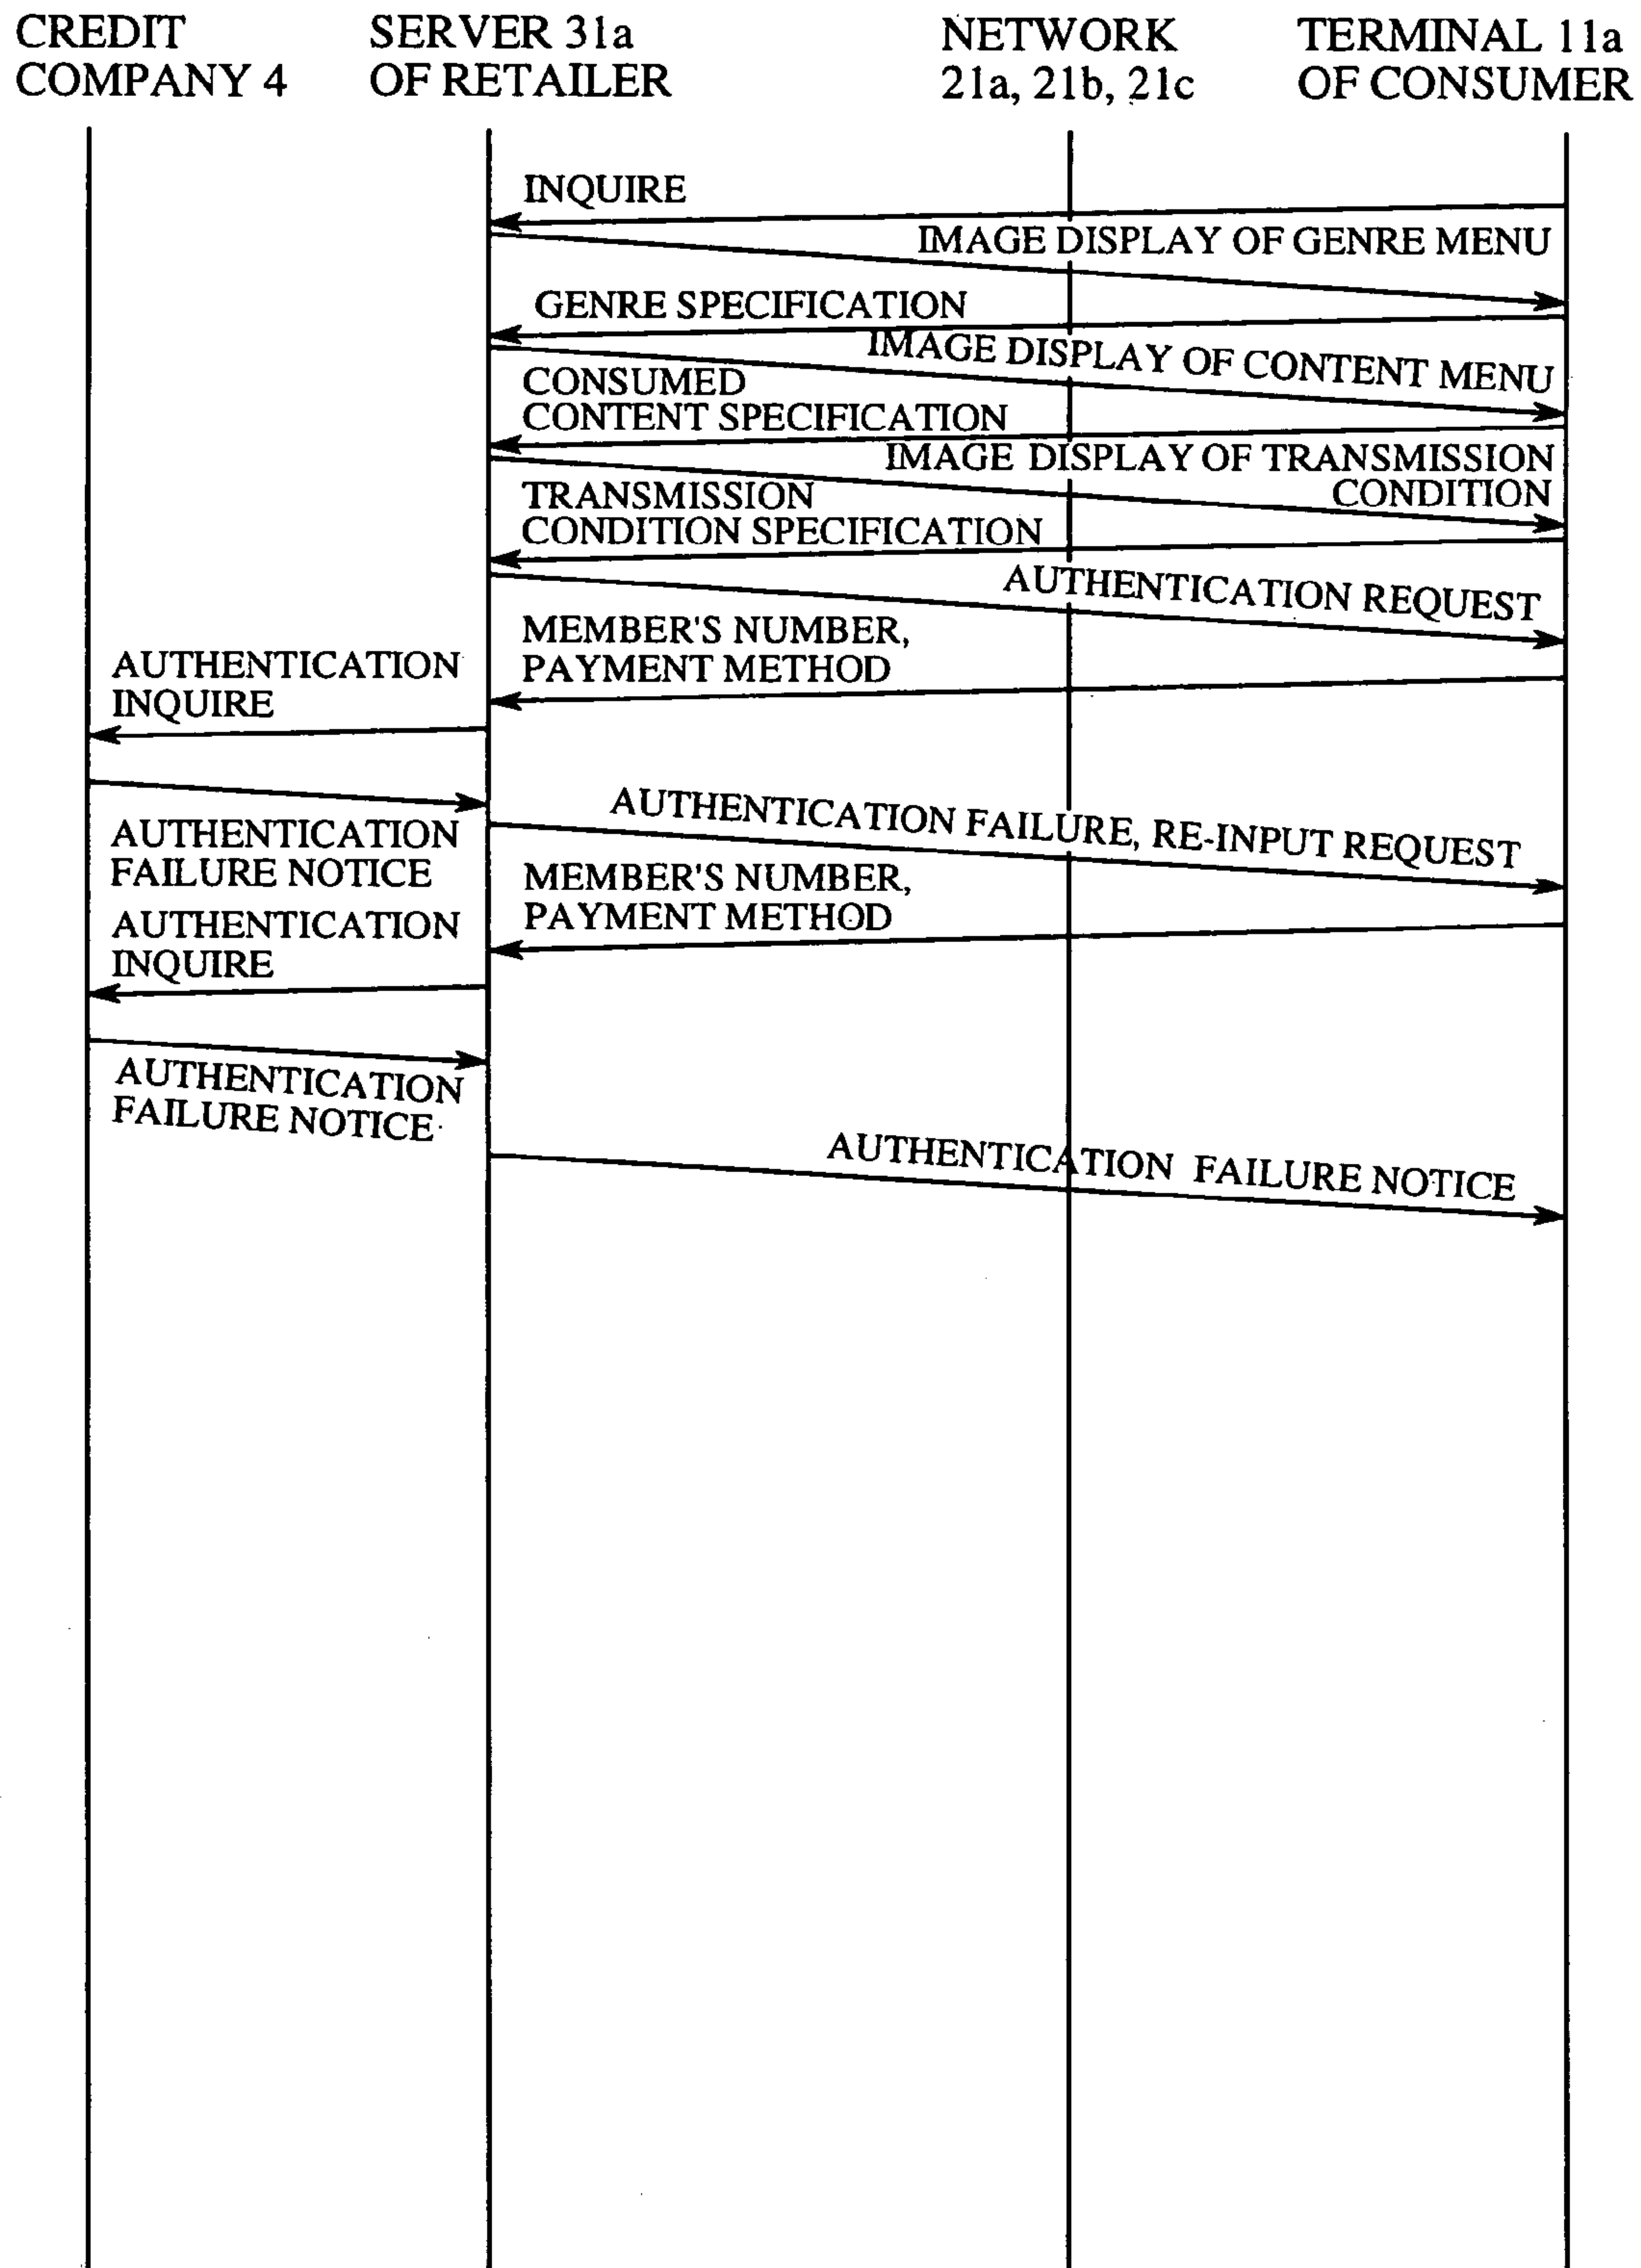 CREDIT
COMPANY 4
SERVER 31a
OF RETAILER
NETWORK
21a, 21b, 21c
TERMINAL 11a
OF CONSUMER
INQUIRE
IMAGE DISPLAY OF GENRE MENU
GENRE SPECIFICATION
IMAGE DISPLAY OF CONTENT MENU
CONSUMED
CONTENT SPECIFICATION
IMAGE DISPLAY OF TRANSMISSION
CONDITION
TRANSMISSION
CONDITION SPECIFICATION
AUTHENTICATION REQUEST
MEMBER'S NUMBER,
PAYMENT METHOD
AUTHENTICATION
INQUIRE
AUTHENTICATION FAILURE, RE-INPUT REQUEST
AUTHENTICATION
FAILURE NOTICE
MEMBER'S NUMBER,
PAYMENT METHOD
AUTHENTICATION
INQUIRE
AUTHENTICATION
FAILURE NOTICE
AUTHENTICATION FAILURE NOTICE